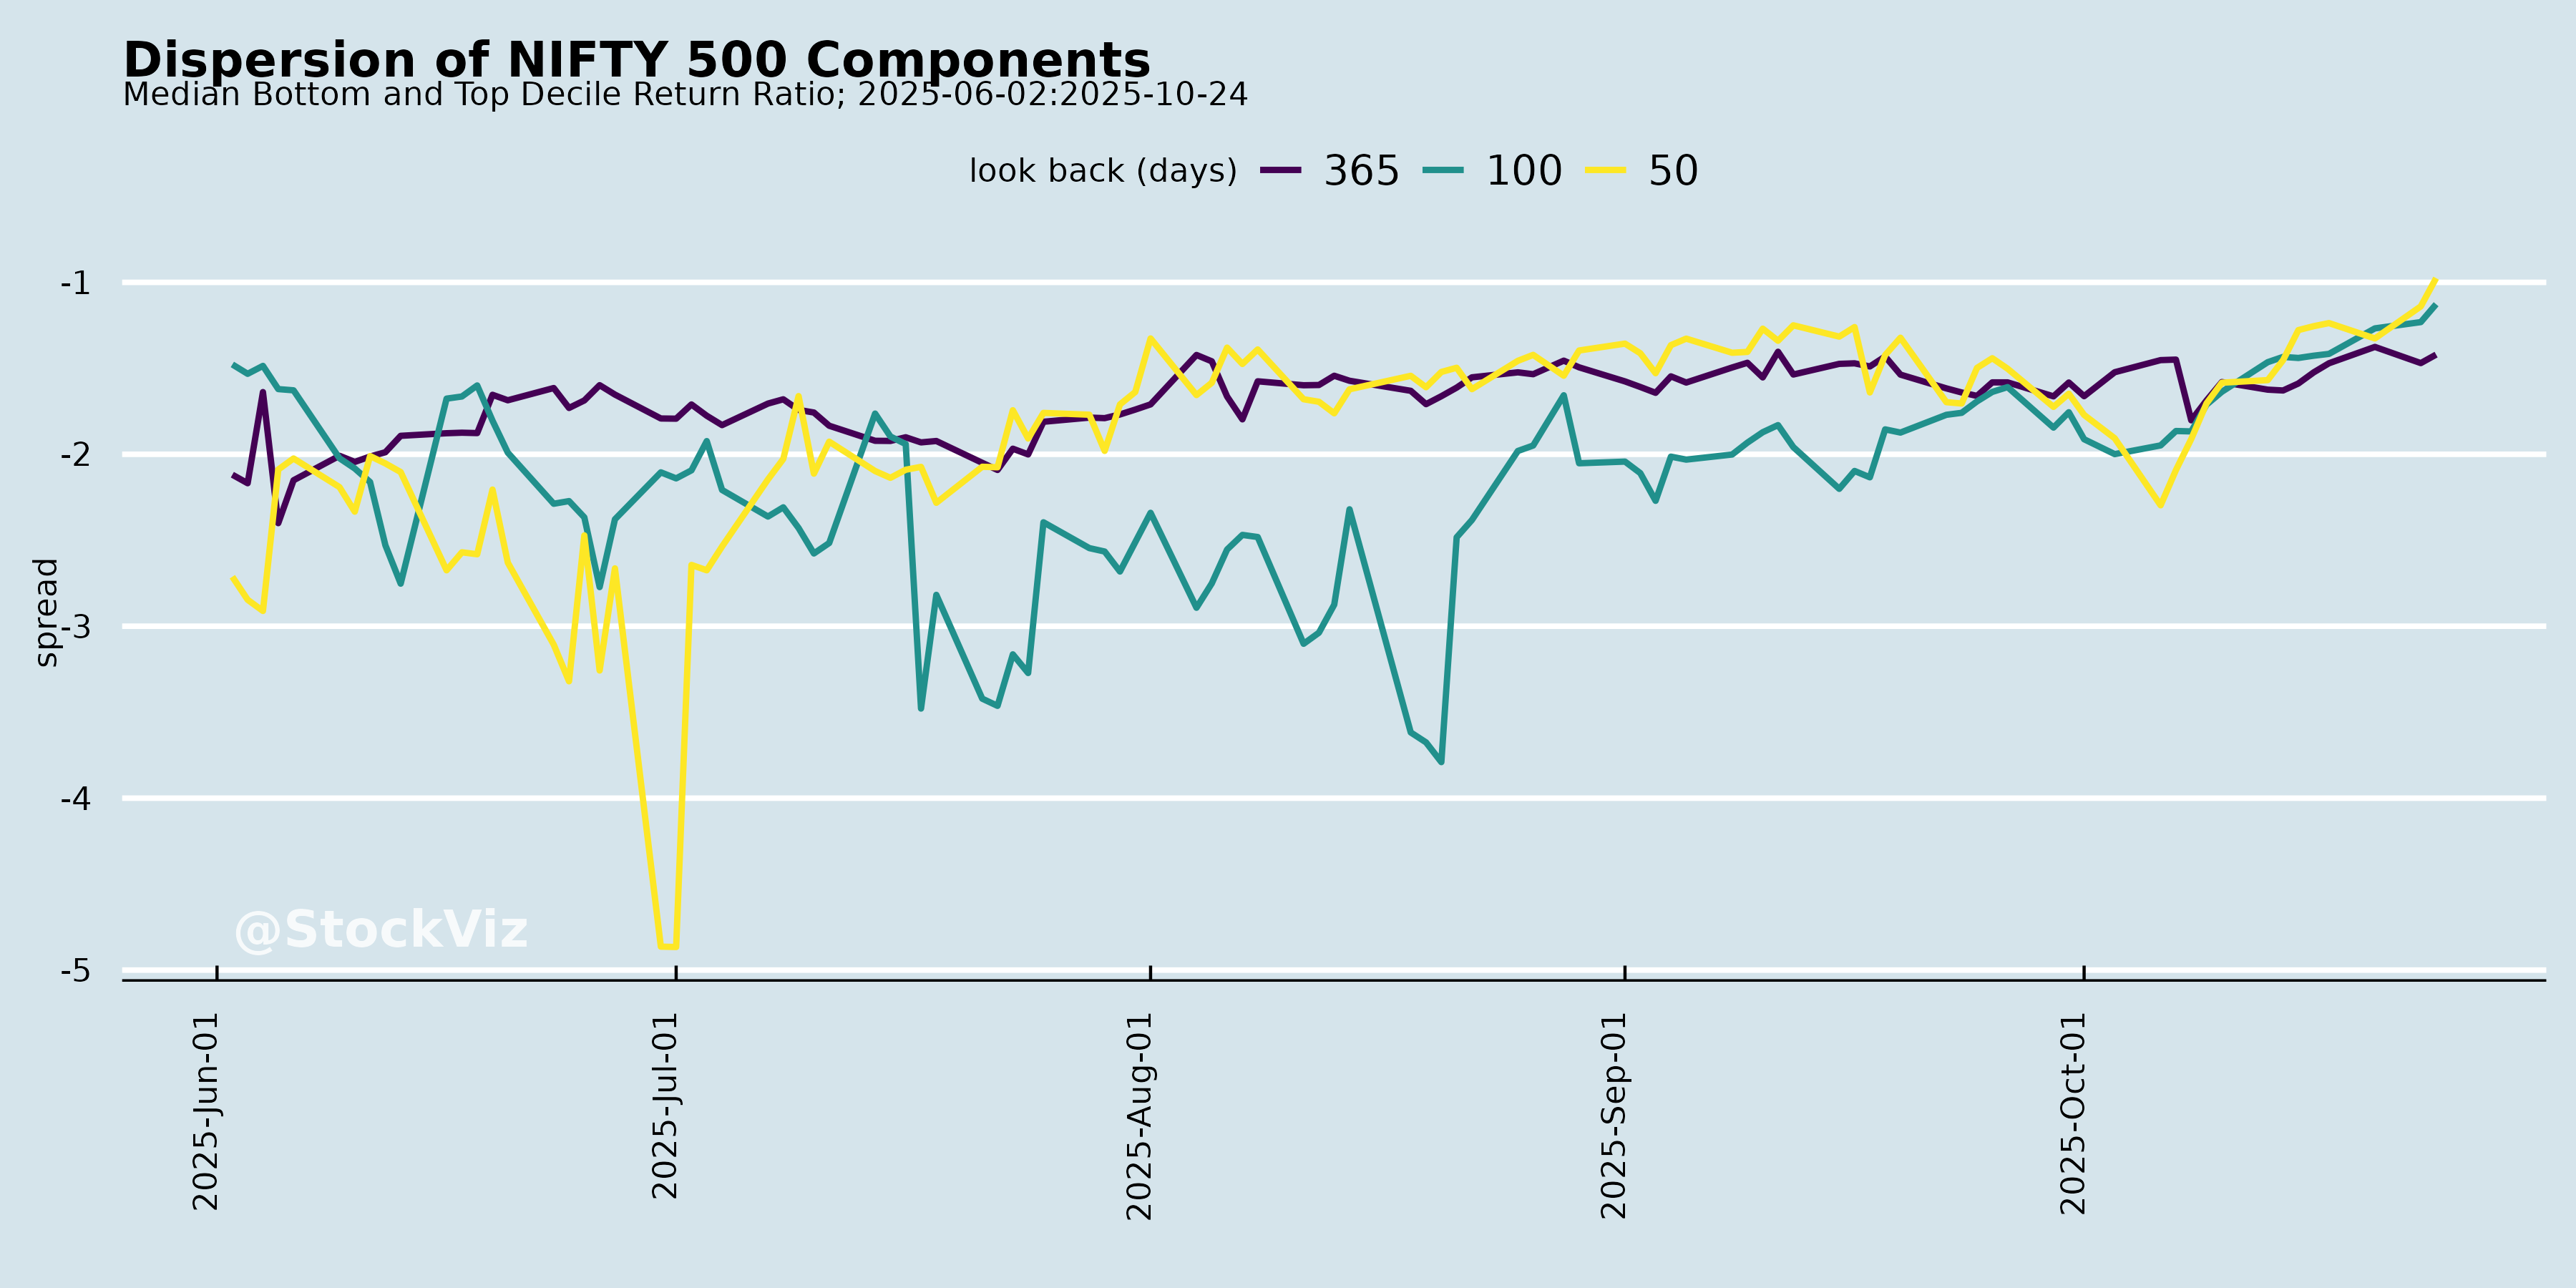 Dispersion of NIFTY 500 Components
Median Bottom and Top Decile Return Ratio; 2025-06-02:2025-10-24
look back (days) 365 100 50
-1
-2
spread
-3
-4
@StockViz
-5
2025-Jun-01
2025-Jul-01
2025-Aug-01
2025-Sep-01
2025-Oct-01